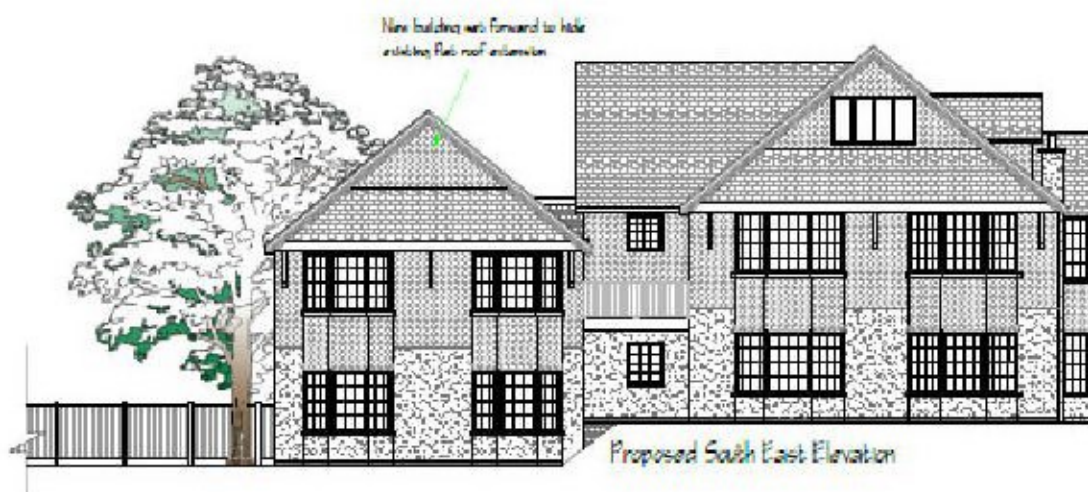 New building set forward to hide
existing flat roof extension
Proposed South East Elevation